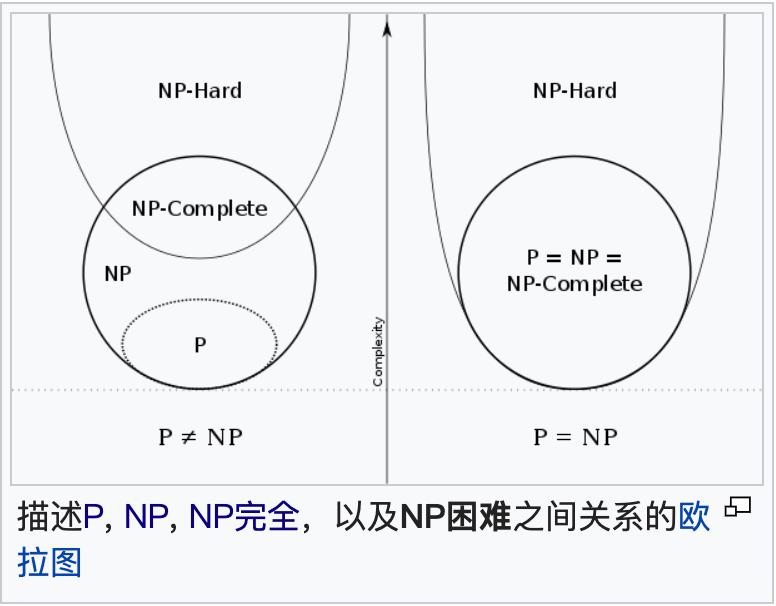 NP-Hard
NP-Complete
NP
P
P ≠ NP
Complexity
NP-Hard
P = NP =
NP-Complete
P = NP
描述P, NP, NP完全，以及NP困难之间关系的欧
拉图